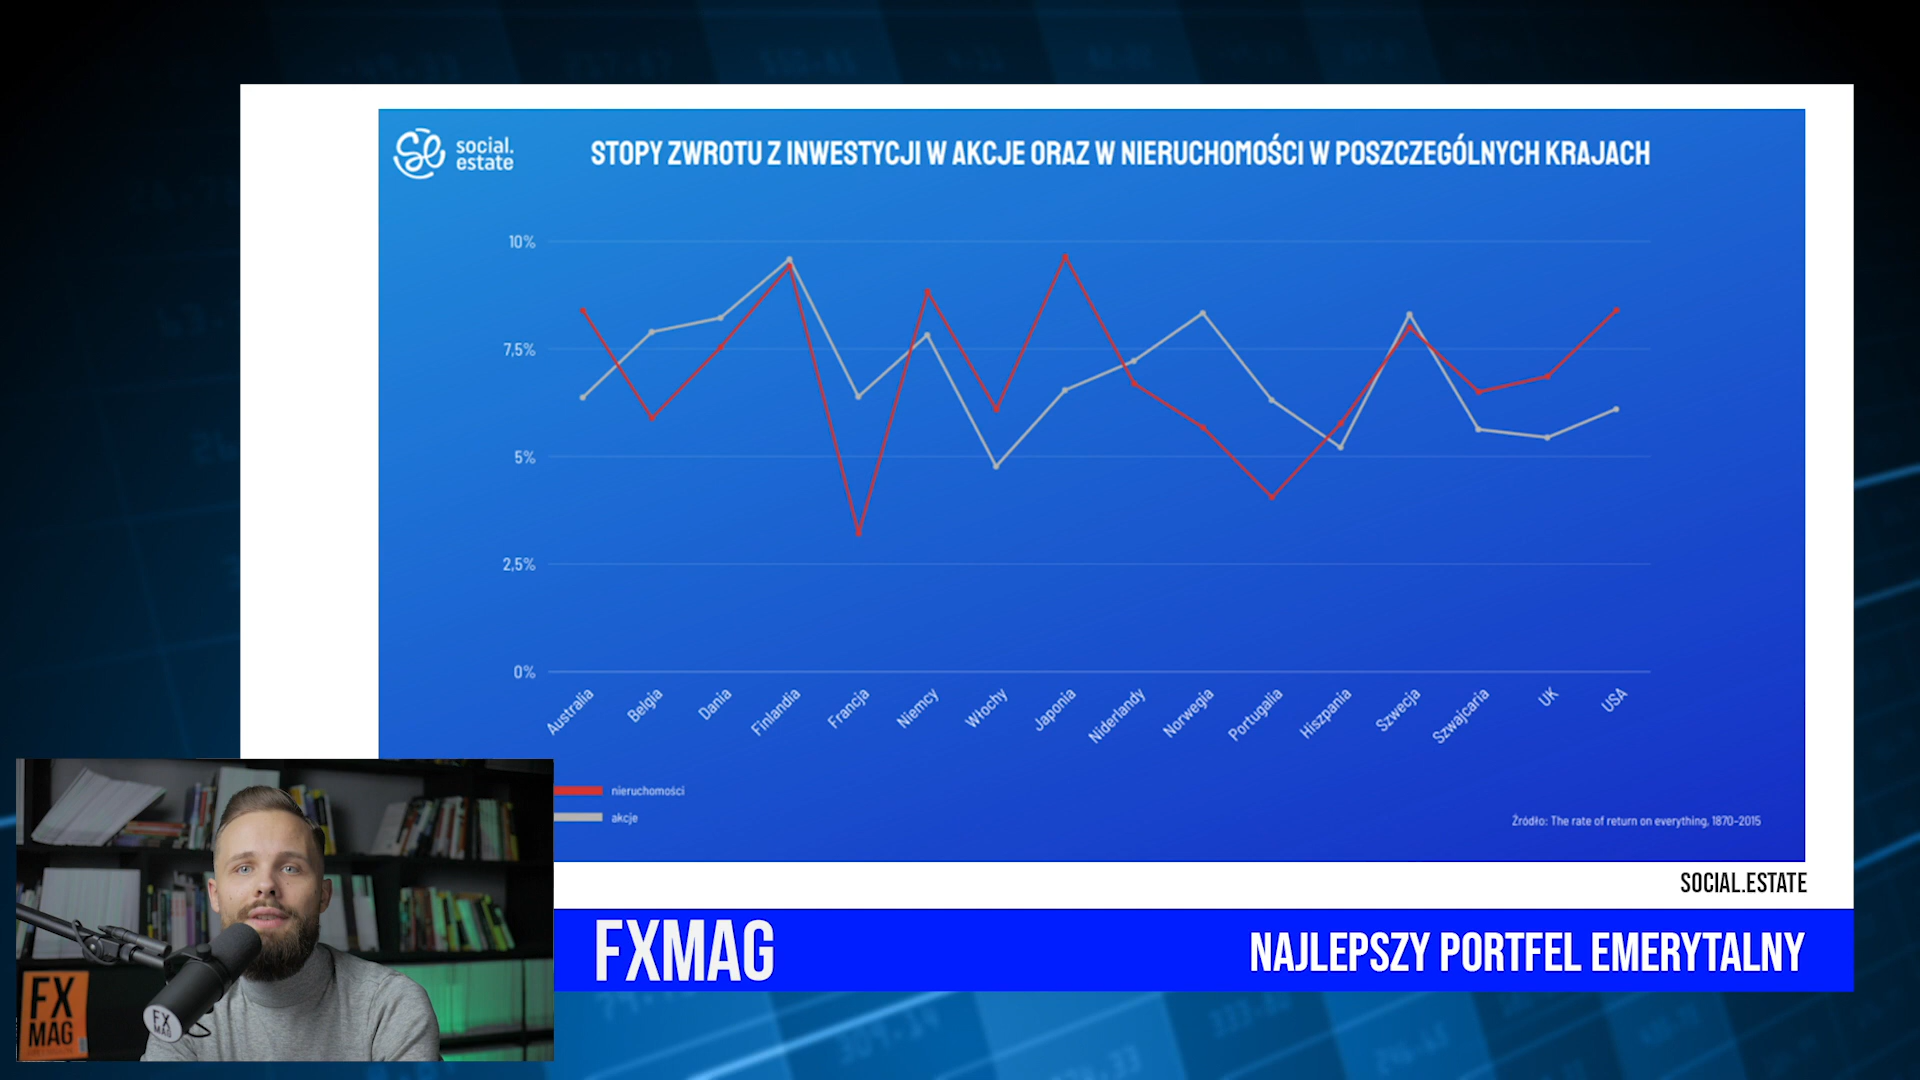 social.
estate
STOPY ZWROTU Z INWESTYCJI W AKCJE ORAZ W NIERUCHOMOŚCI W POSZCZEGÓLNYCH KRAJACH
10%
7,5%
5%
2,5%
0%
Australia
Belgia
Dania
Finlandia
Francja
Niemcy
Włochy
Japonia
Niderlandy
Norwegia
Portugalia
Hiszpania
Szwecja
Szwajcaria
UK
USA
nieruchomości
akcje
Źródło: The rate of return on everything, 1870–2015
SOCIAL.ESTATE
FXMAG
NAJLEPSZY PORTFEL EMERYTALNY
FX
MAG
FX
MAG